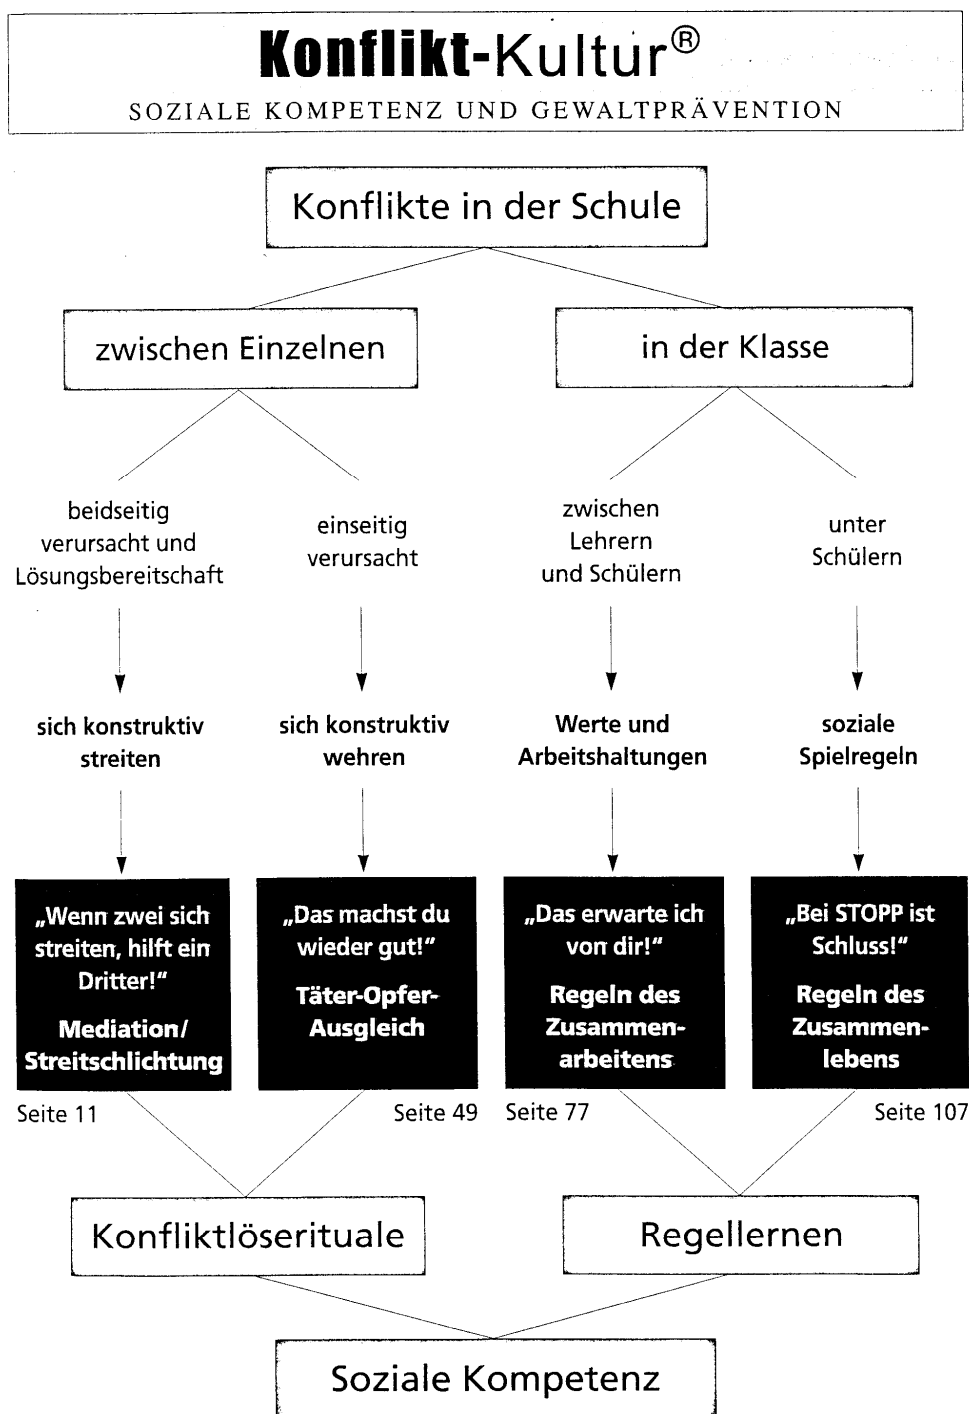 Konflikt-Kultur®
SOZIALE KOMPETENZ UND GEWALTPRÄVENTION
Konflikte in der Schule
zwischen Einzelnen
in der Klasse
beidseitig
verursacht und
Lösungsbereitschaft
einseitig
verursacht
zwischen
Lehrern
und Schülern
unter
Schülern
sich konstruktiv
streiten
sich konstruktiv
wehren
Werte und
Arbeitshaltungen
soziale
Spielregeln
„Wenn zwei sich
streiten, hilft ein
Dritter!“
Mediation/
Streitschlichtung
„Das machst du
wieder gut!“
Täter-Opfer-
Ausgleich
„Das erwarte ich
von dir!“
Regeln des
Zusammen-
arbeitens
„Bei STOPP ist
Schluss!“
Regeln des
Zusammen-
lebens
Seite 11
Seite 49
Seite 77
Seite 107
Konfliktlöserituale
Regellernen
Soziale Kompetenz